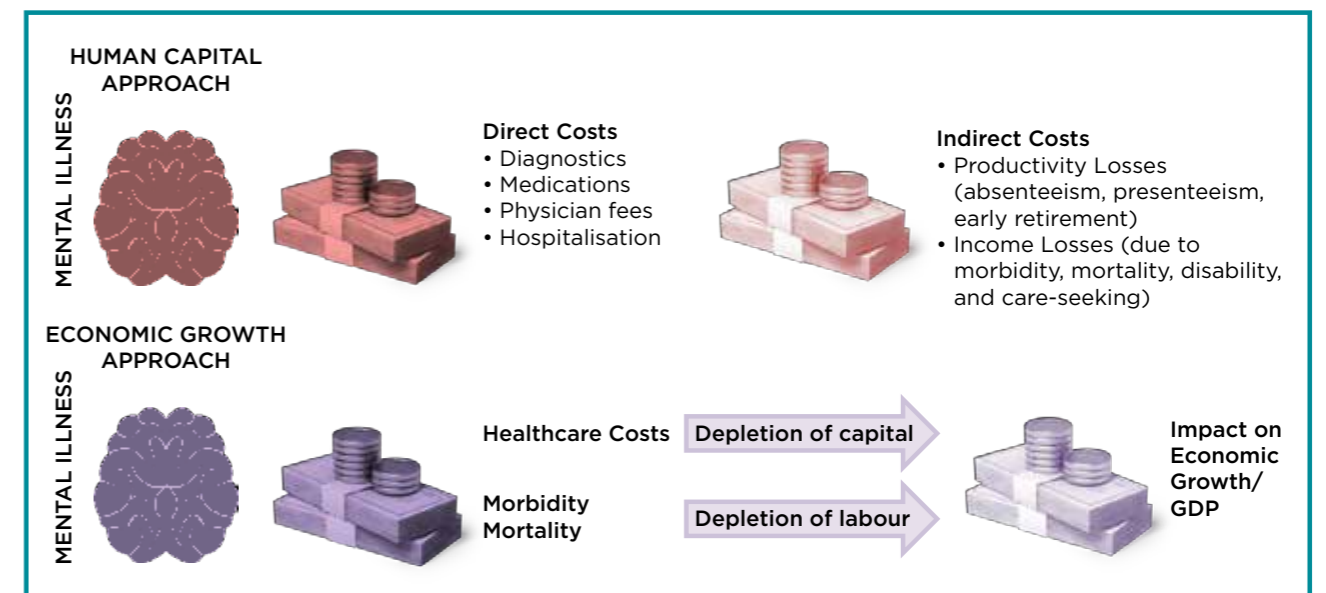 HUMAN CAPITAL
APPROACH
MENTAL ILLNESS
Direct Costs
• Diagnostics
• Medications
• Physician fees
• Hospitalisation
Indirect Costs
• Productivity Losses
(absenteeism, presenteeism,
early retirement)
• Income Losses (due to
morbidity, mortality, disability,
and care-seeking)
ECONOMIC GROWTH
APPROACH
MENTAL ILLNESS
Healthcare Costs
Depletion of capital
Morbidity
Mortality
Depletion of labour
Impact on
Economic
Growth/
GDP